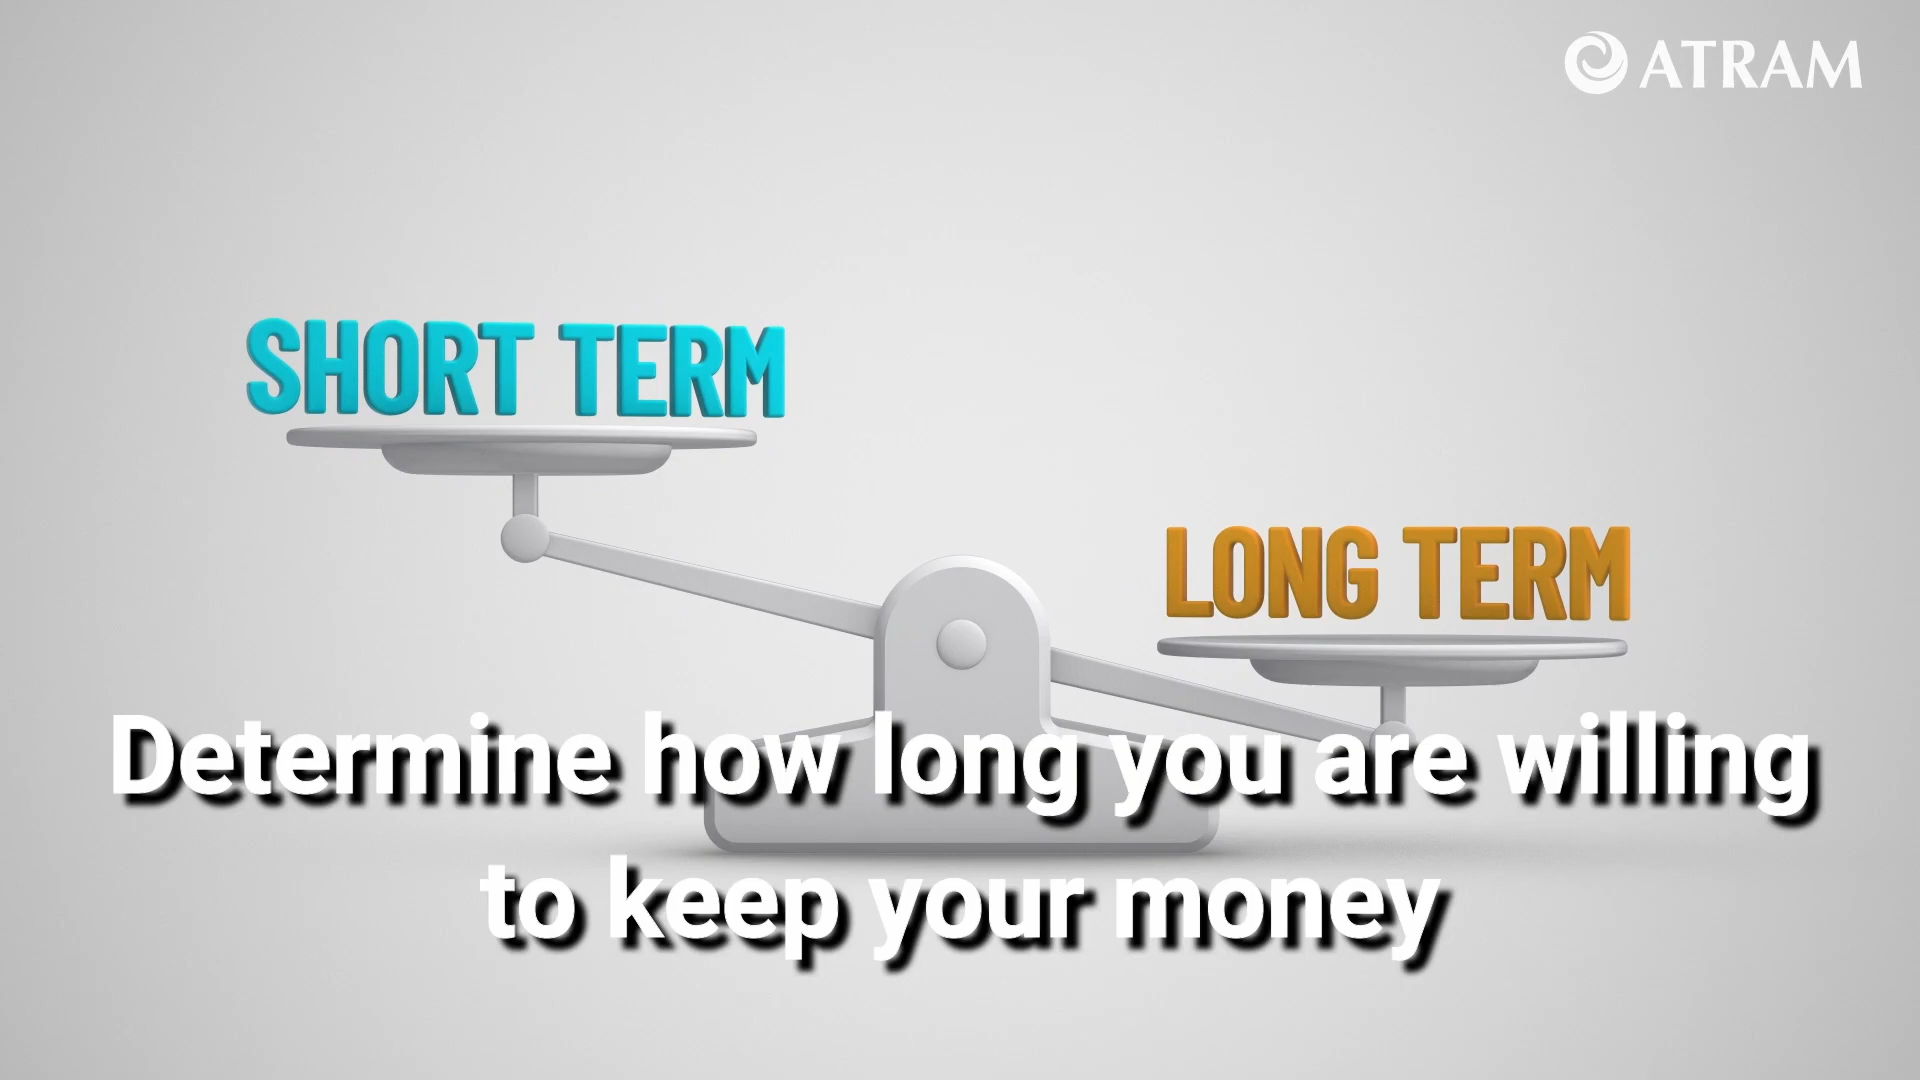 ATRAM
SHORT TERM
LONG TERM
Determine how long you are willing
to keep your money